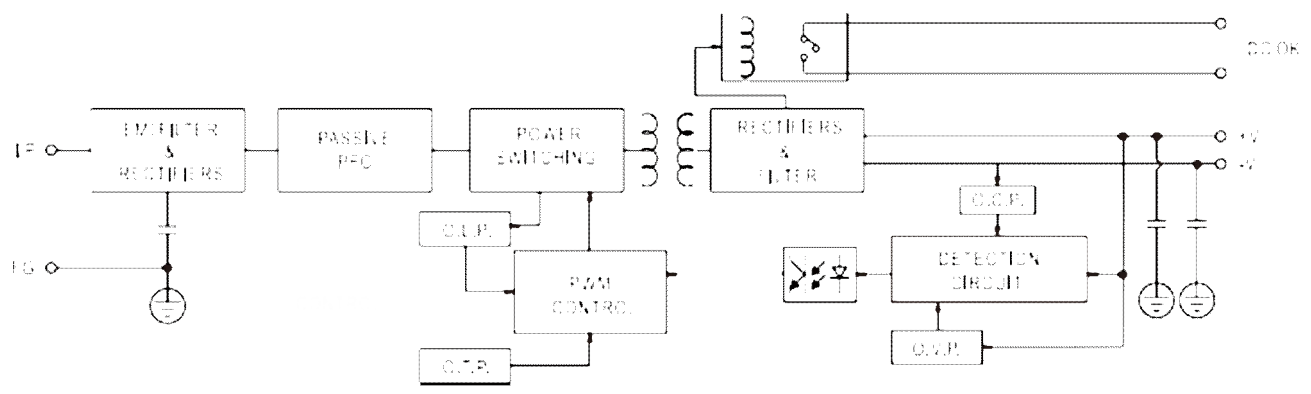 DC OK
EMI FILTER
&
RECTIFIERS
PASSIVE
PFC
POWER
SWITCHING
RECTIFIERS
&
FILTER
+V
-V
I/P
FG
O.L.P.
O.C.P.
PWM
CONTROL
DETECTION
CIRCUIT
O.T.P.
O.V.P.